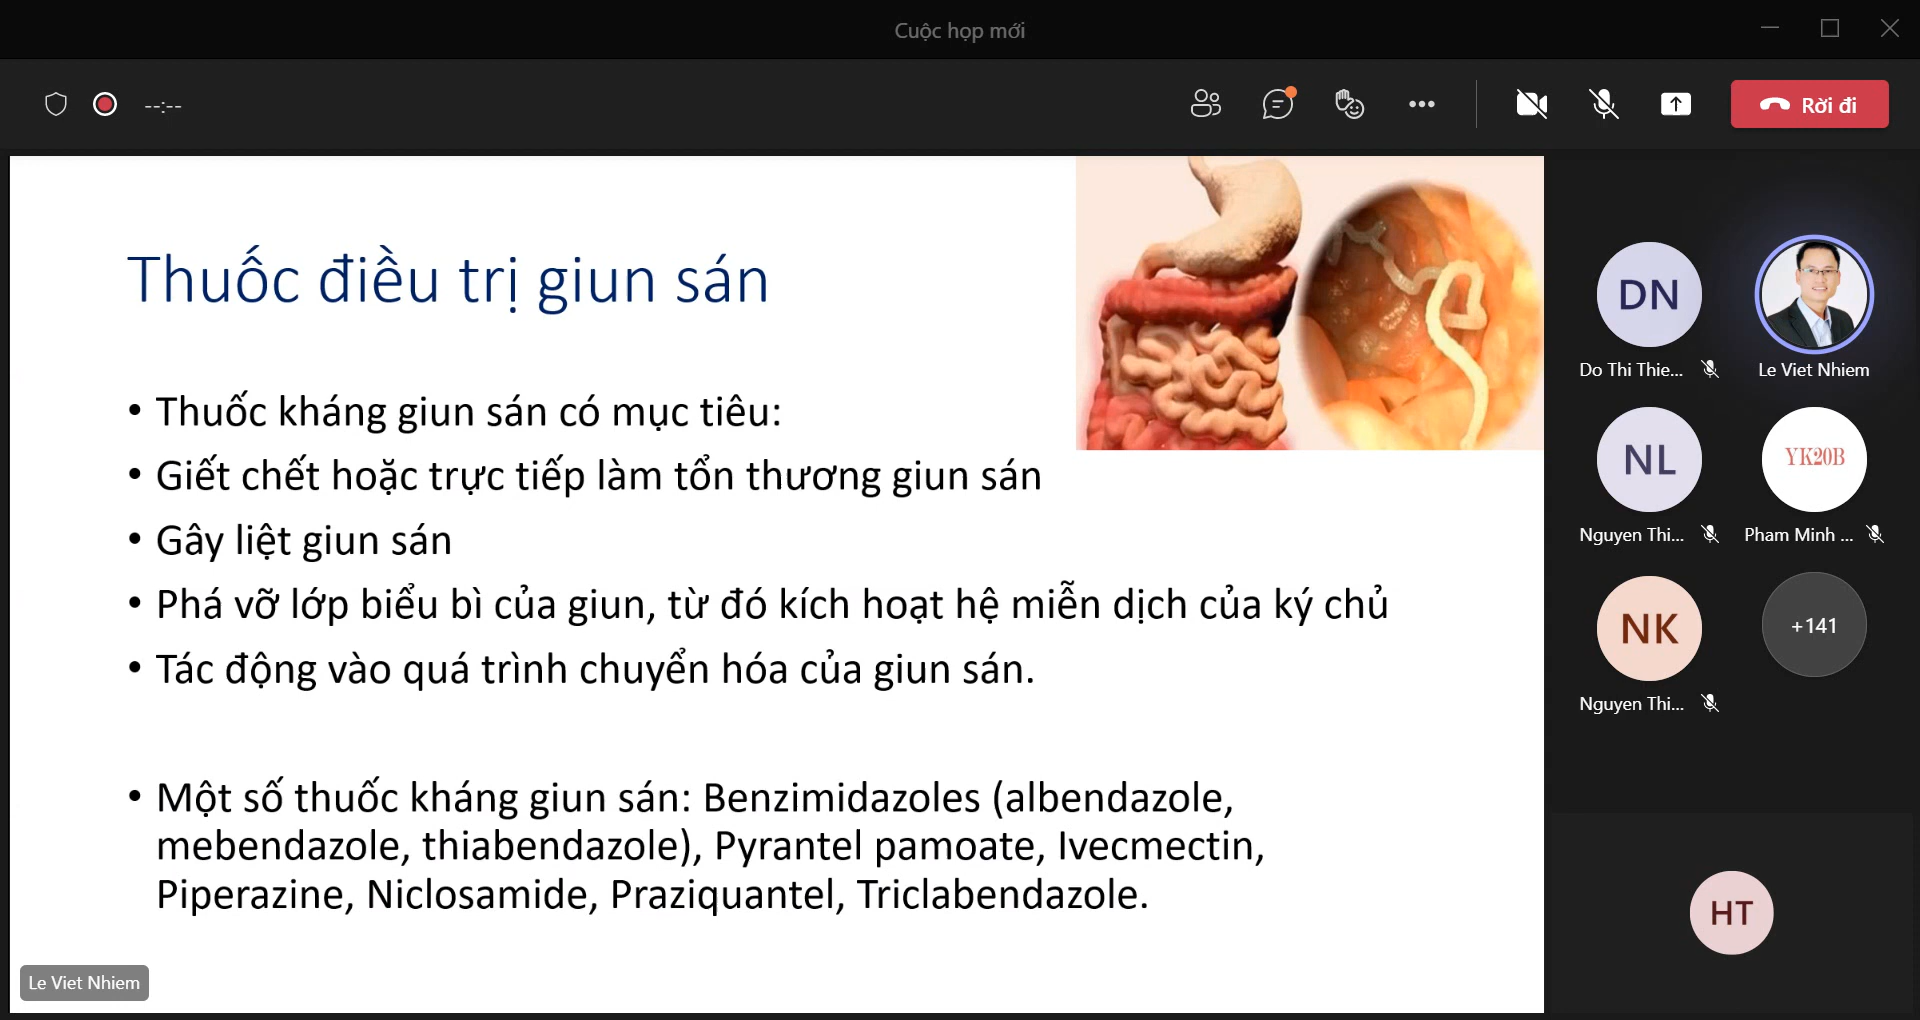 Cuộc họp mới
--:--
Rời đi
Thuốc điều trị giun sán
• Thuốc kháng giun sán có mục tiêu:
• Giết chết hoặc trực tiếp làm tổn thương giun sán
• Gây liệt giun sán
• Phá vỡ lớp biểu bì của giun, từ đó kích hoạt hệ miễn dịch của ký chủ
• Tác động vào quá trình chuyển hóa của giun sán.
• Một số thuốc kháng giun sán: Benzimidazoles (albendazole,
mebendazole, thiabendazole), Pyrantel pamoate, Ivecmectin,
Piperazine, Niclosamide, Praziquantel, Triclabendazole.
Le Viet Nhiem
DN
Do Thi Thie...
Le Viet Nhiem
NL
YK20B
Nguyen Thi...
Pham Minh ...
NK
+141
Nguyen Thi...
HT